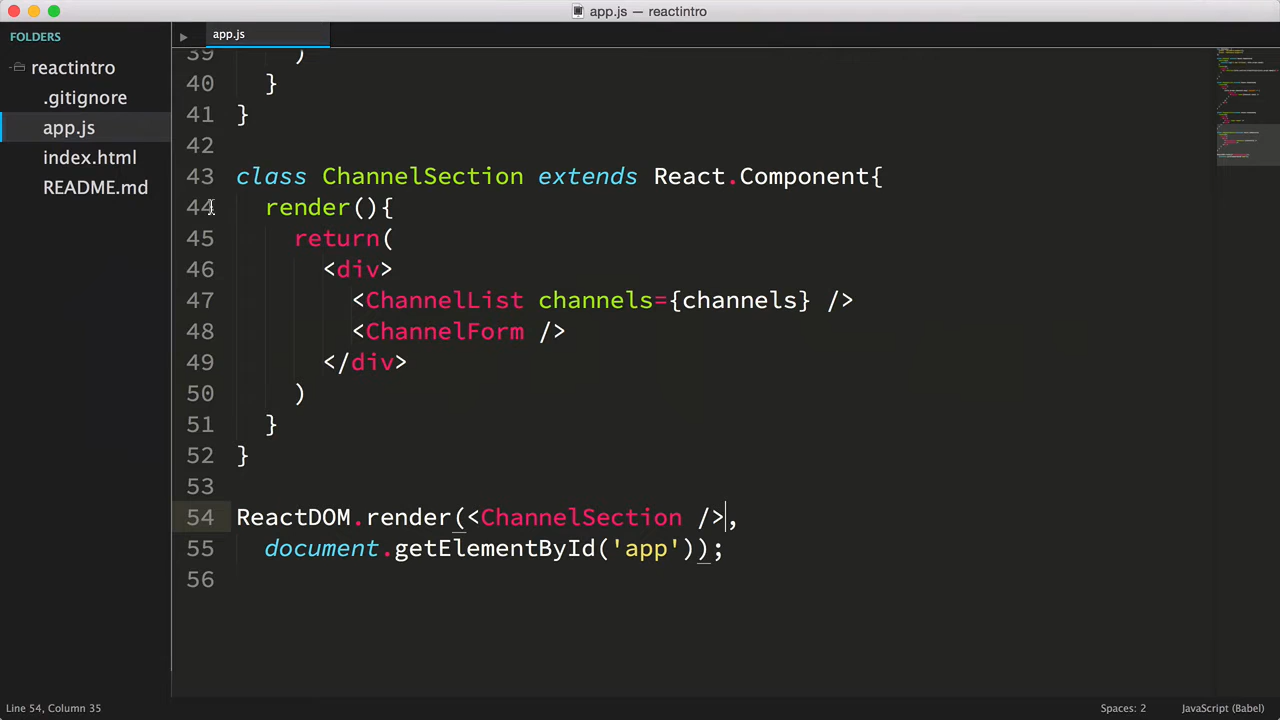 app.js — reactintro
FOLDERS
reactintro
.gitignore
app.js
index.html
README.md
app.js
39 )
40 }
41 }
42
43 class ChannelSection extends React.Component{
44 render(){
45 return(
46 <div>
47 <ChannelList channels={channels} />
48 <ChannelForm />
49 </div>
50 )
51 }
52 }
53
54 ReactDOM.render(<ChannelSection />,
55 document.getElementById('app'));
56
Line 54, Column 35
Spaces: 2
JavaScript (Babel)